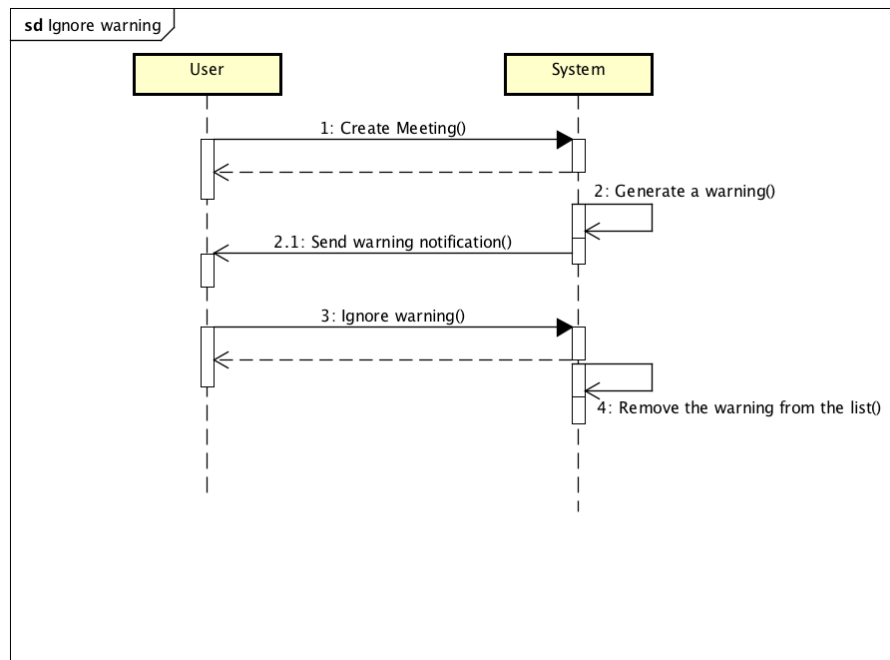 sd Ignore warning
User
System
1: Create Meeting()
2: Generate a warning()
2.1: Send warning notification()
3: Ignore warning()
4: Remove the warning from the list()